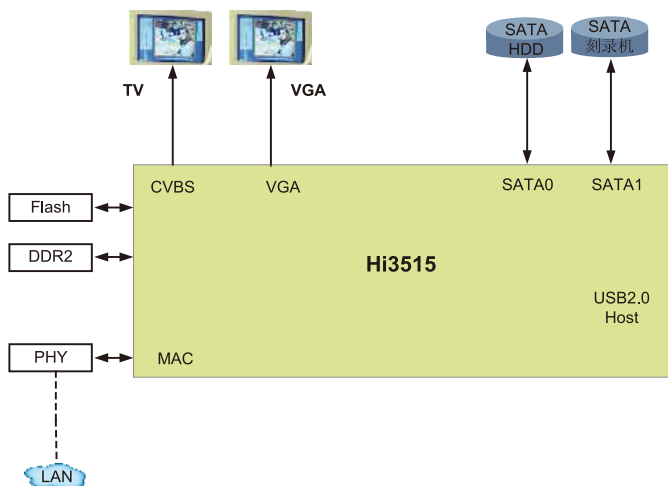 SATA
HDD
SATA
刻录机
TV
VGA
CVBS
VGA
SATA0
SATA1
Flash
DDR2
Hi3515
USB2.0
Host
PHY
MAC
LAN